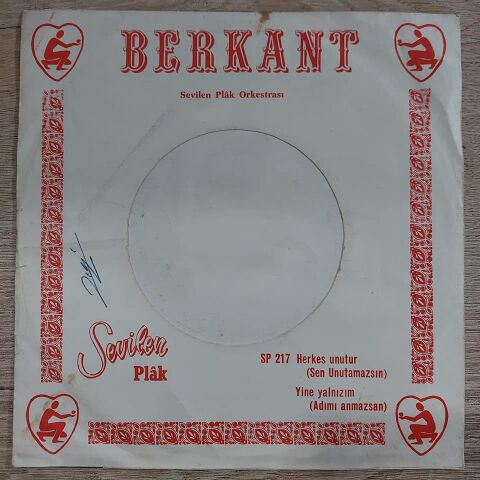 BERKANT
Sevilen Plâk Orkestrası
Sevilen
Plâk
SP 217 Herkes unutur
(Sen Unutamazsın)
Yine yalnızım
(Adımı anmazsan)